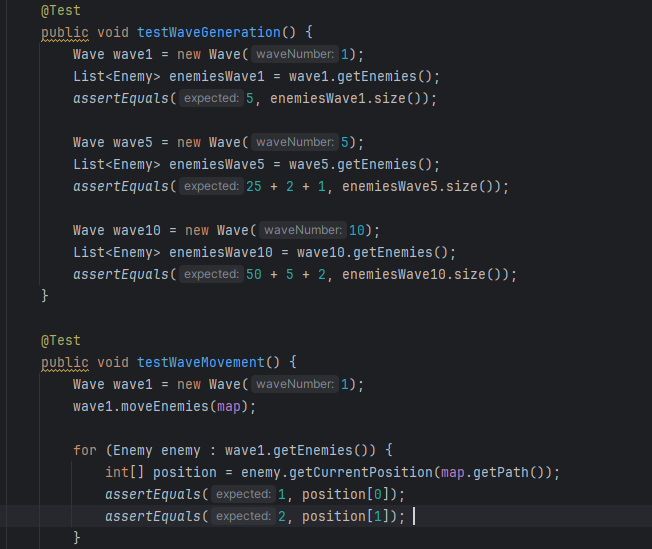 @Test
public void testWaveGeneration() {
Wave wave1 = new Wave( waveNumber: 1);
List<Enemy> enemiesWave1 = wave1.getEnemies();
assertEquals( expected: 5, enemiesWave1.size());
Wave wave5 = new Wave( waveNumber: 5);
List<Enemy> enemiesWave5 = wave5.getEnemies();
assertEquals( expected: 25 + 2 + 1, enemiesWave5.size());
Wave wave10 = new Wave( waveNumber: 10);
List<Enemy> enemiesWave10 = wave10.getEnemies();
assertEquals( expected: 50 + 5 + 2, enemiesWave10.size());
}
@Test
public void testWaveMovement() {
Wave wave1 = new Wave( waveNumber: 1);
wave1.moveEnemies(map);
for (Enemy enemy : wave1.getEnemies()) {
int[] position = enemy.getCurrentPosition(map.getPath());
assertEquals( expected: 1, position[0]);
assertEquals( expected: 2, position[1]);
}